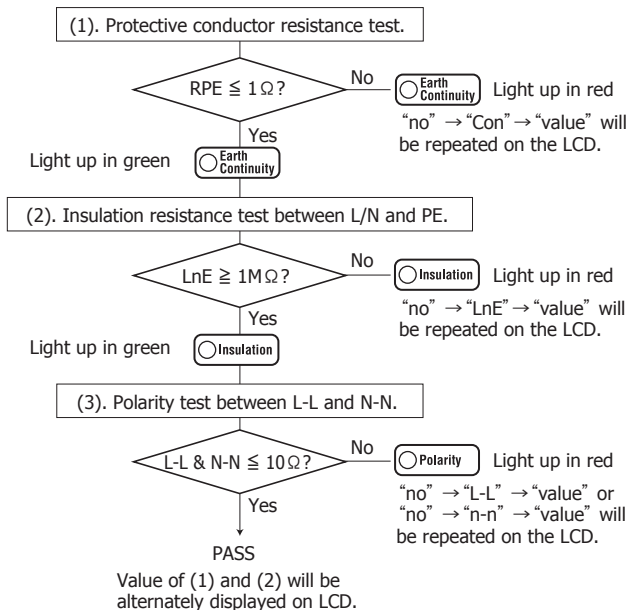 (1). Protective conductor resistance test.
RPE ≦ 1Ω?
No
Earth
Continuity
Light up in red
“no” →“Con”→“value” will
be repeated on the LCD.
Yes
Light up in green
Earth
Continuity
(2). Insulation resistance test between L/N and PE.
LnE ≧ 1MΩ?
No
Insulation
Light up in red
“no” →“LnE”→“value” will
be repeated on the LCD.
Yes
Light up in green
Insulation
(3). Polarity test between L-L and N-N.
L-L & N-N ≦ 10Ω?
No
Polarity
Light up in red
“no” →“L-L” →“value” or
“no” →“n-n” →“value” will
be repeated on the LCD.
Yes
PASS
Value of (1) and (2) will be
alternately displayed on LCD.